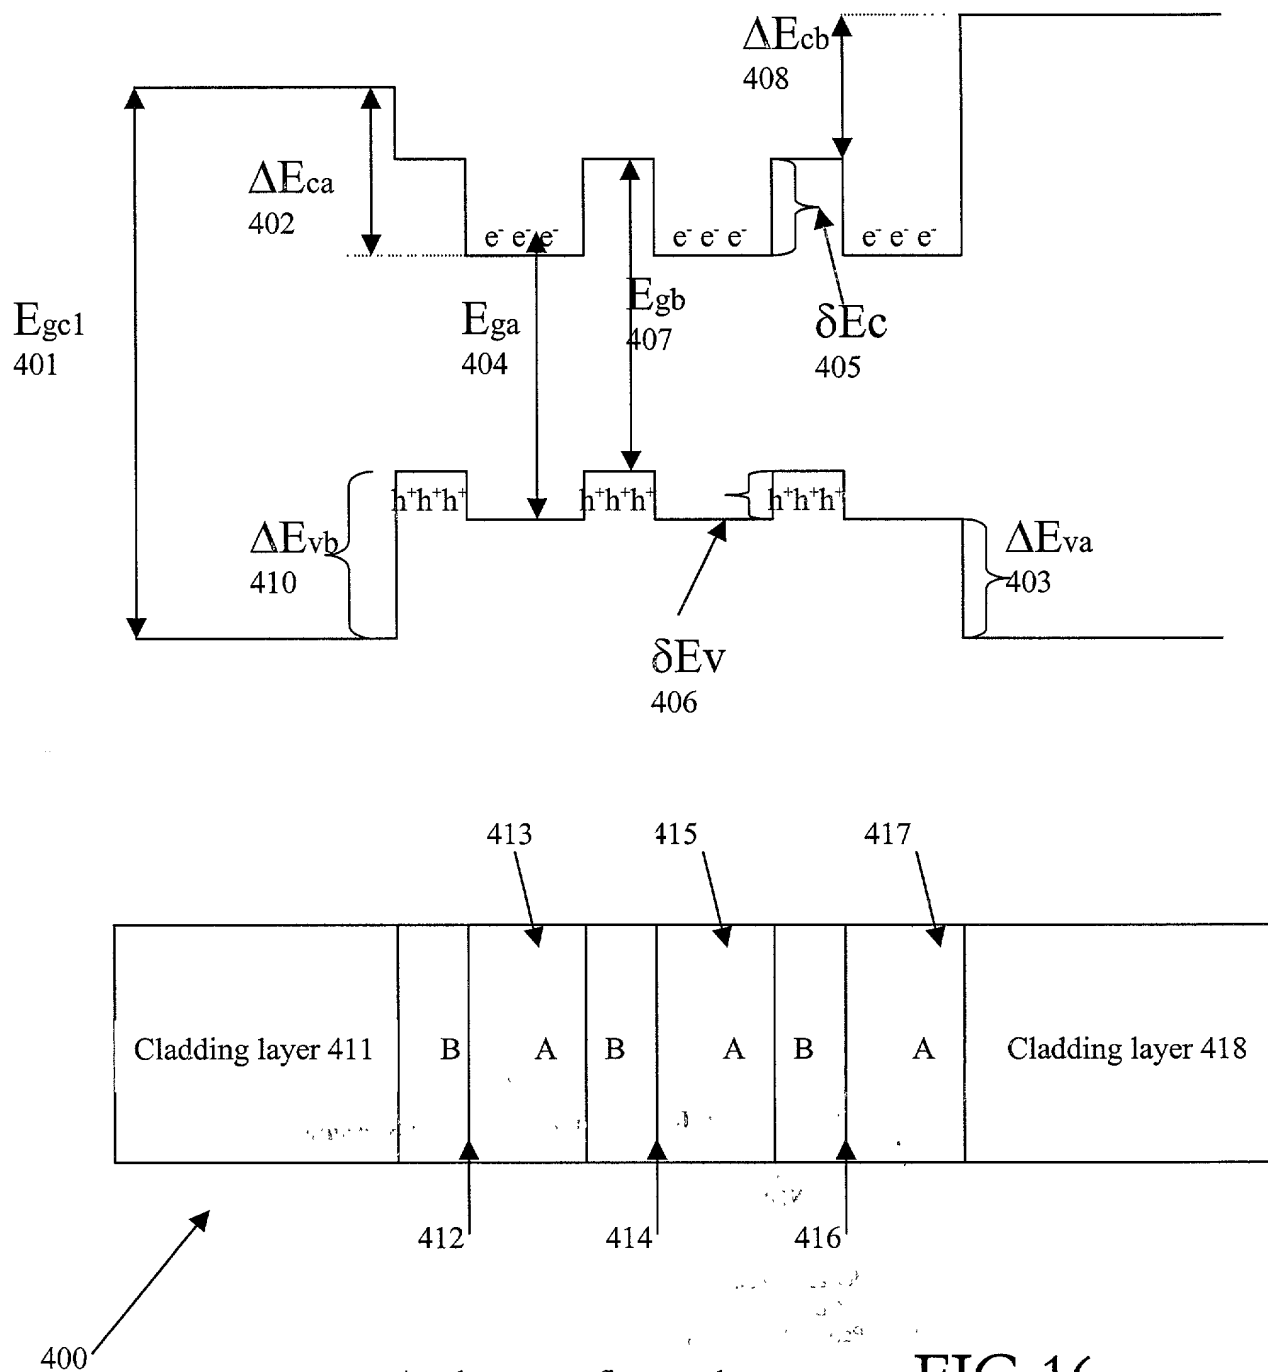 ΔEcb
408
ΔEca
402
e- e- e-
e- e- e-
e- e- e-
Egc1
401
Ega
404
Egb
407
δEc
405
h+h+h+
h+h+h+
h+h+h+
ΔEvb
410
ΔEva
403
δEv
406
413
415
417
Cladding layer 411
B
A
B
A
B
A
Cladding layer 418
412
414
416
400
FIG 16